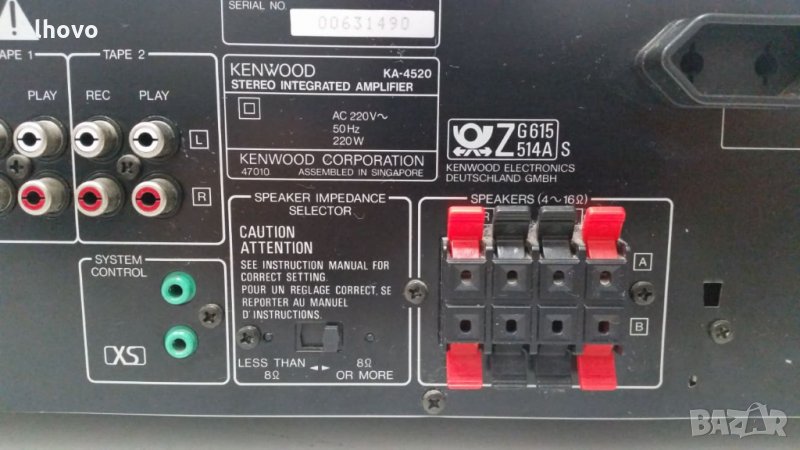 lhovo
SERIAL NO.
00631490
TAPE 2
PLAY
REC
PLAY
L
R
KENWOOD KA-4520
STEREO INTEGRATED AMPLIFIER
AC 220V~
50Hz
220W
KENWOOD CORPORATION
47010 ASSEMBLED IN SINGAPORE
Z G615
514A S
KENWOOD ELECTRONICS
DEUTSCHLAND GMBH
SYSTEM
CONTROL
XS
SPEAKER IMPEDANCE
SELECTOR
CAUTION
ATTENTION
SEE INSTRUCTION MANUAL FOR
CORRECT SETTING.
POUR UN REGLAGE CORRECT, SE
REPORTER AU MANUEL
D'INSTRUCTIONS.
LESS THAN
8Ω
8Ω
OR MORE
SPEAKERS (4~16Ω)
R
A
B
BAZAR